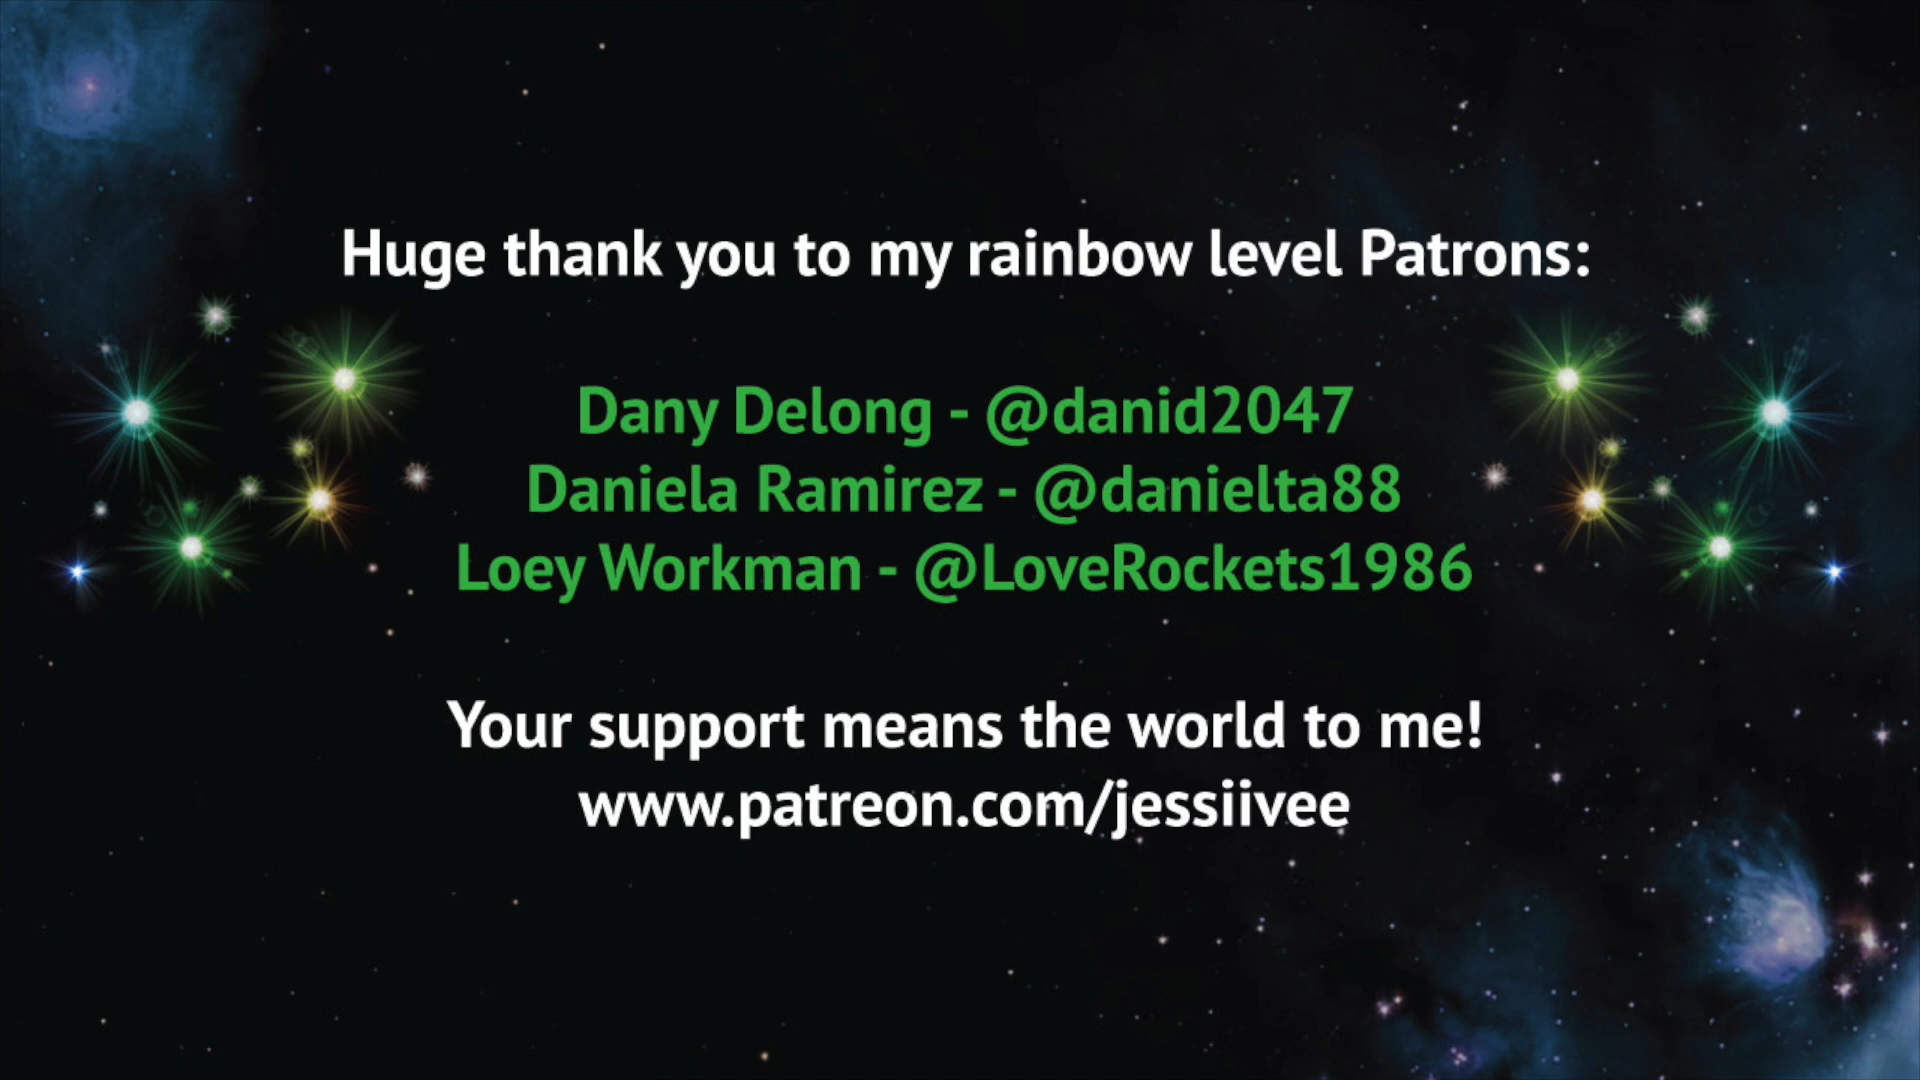 Huge thank you to my rainbow level Patrons:
Dany Delong - @danid2047
Daniela Ramirez - @danielta88
Loey Workman - @LoveRockets1986
Your support means the world to me!
www.patreon.com/jessiivee